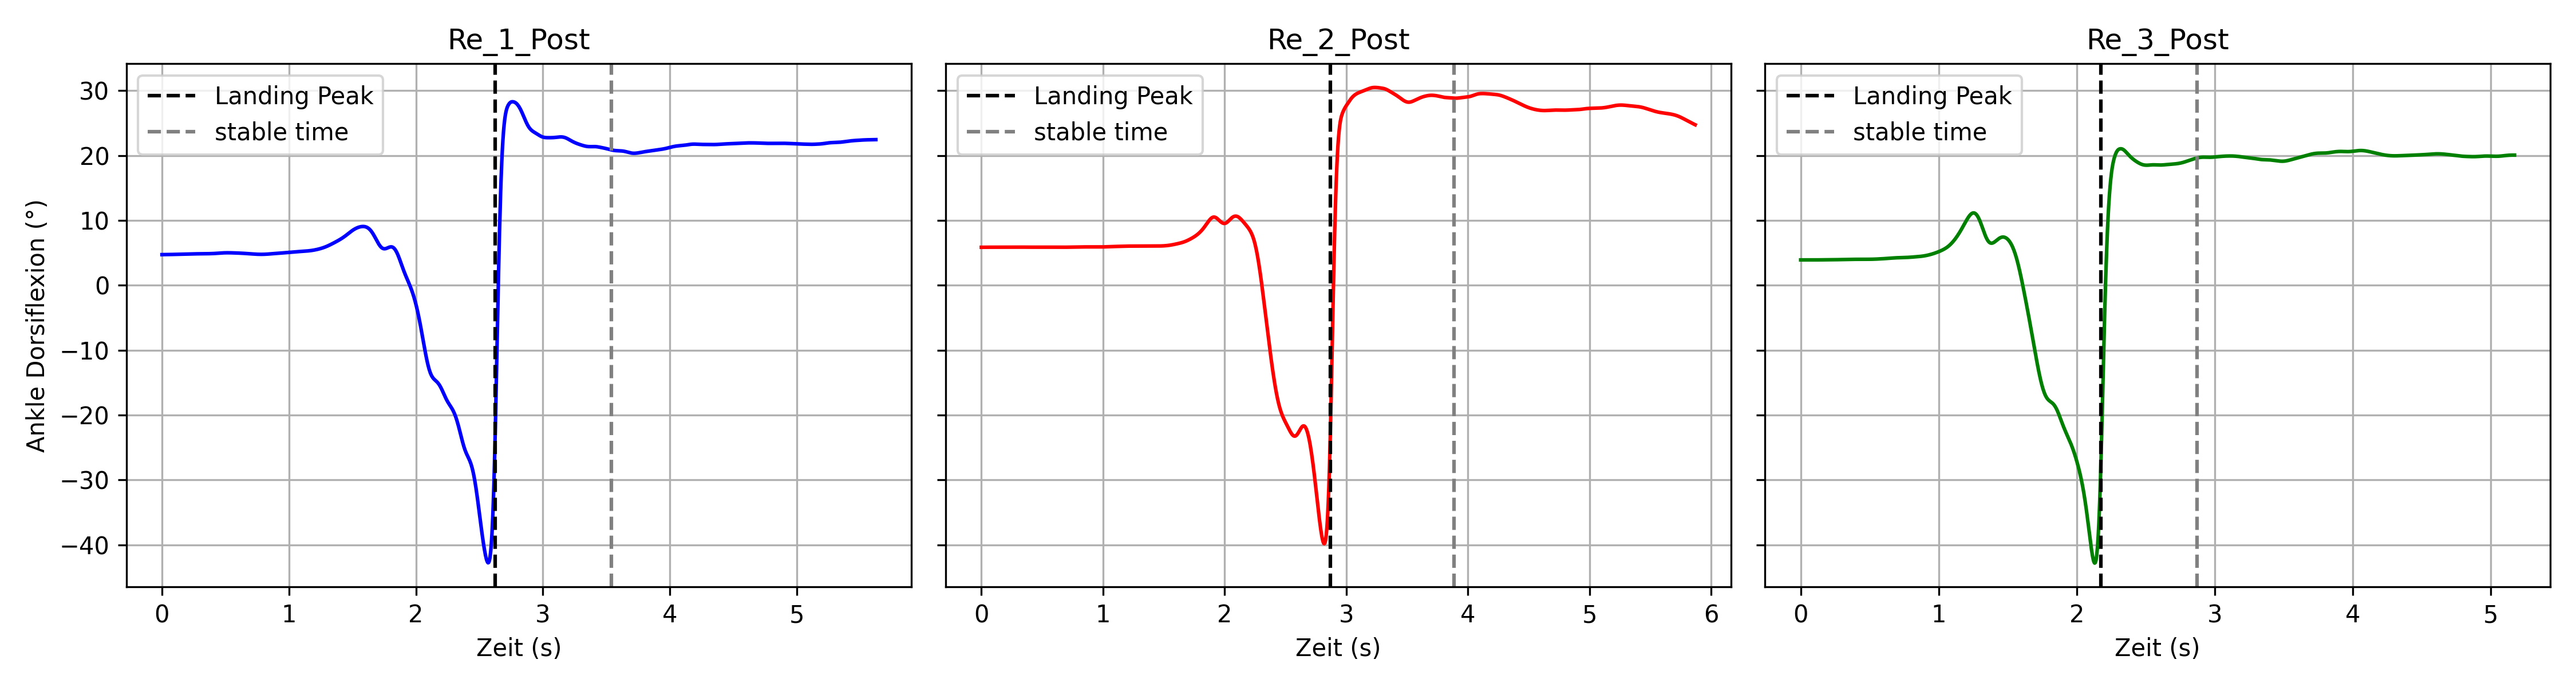 Re_1_Post
Re_2_Post
Re_3_Post
Landing Peak
stable time
Landing Peak
stable time
Landing Peak
stable time
Ankle Dorsiflexion (°)
30
20
10
0
−10
−20
−30
−40
0 1 2 3 4 5
0 1 2 3 4 5 6
0 1 2 3 4 5
Zeit (s)
Zeit (s)
Zeit (s)